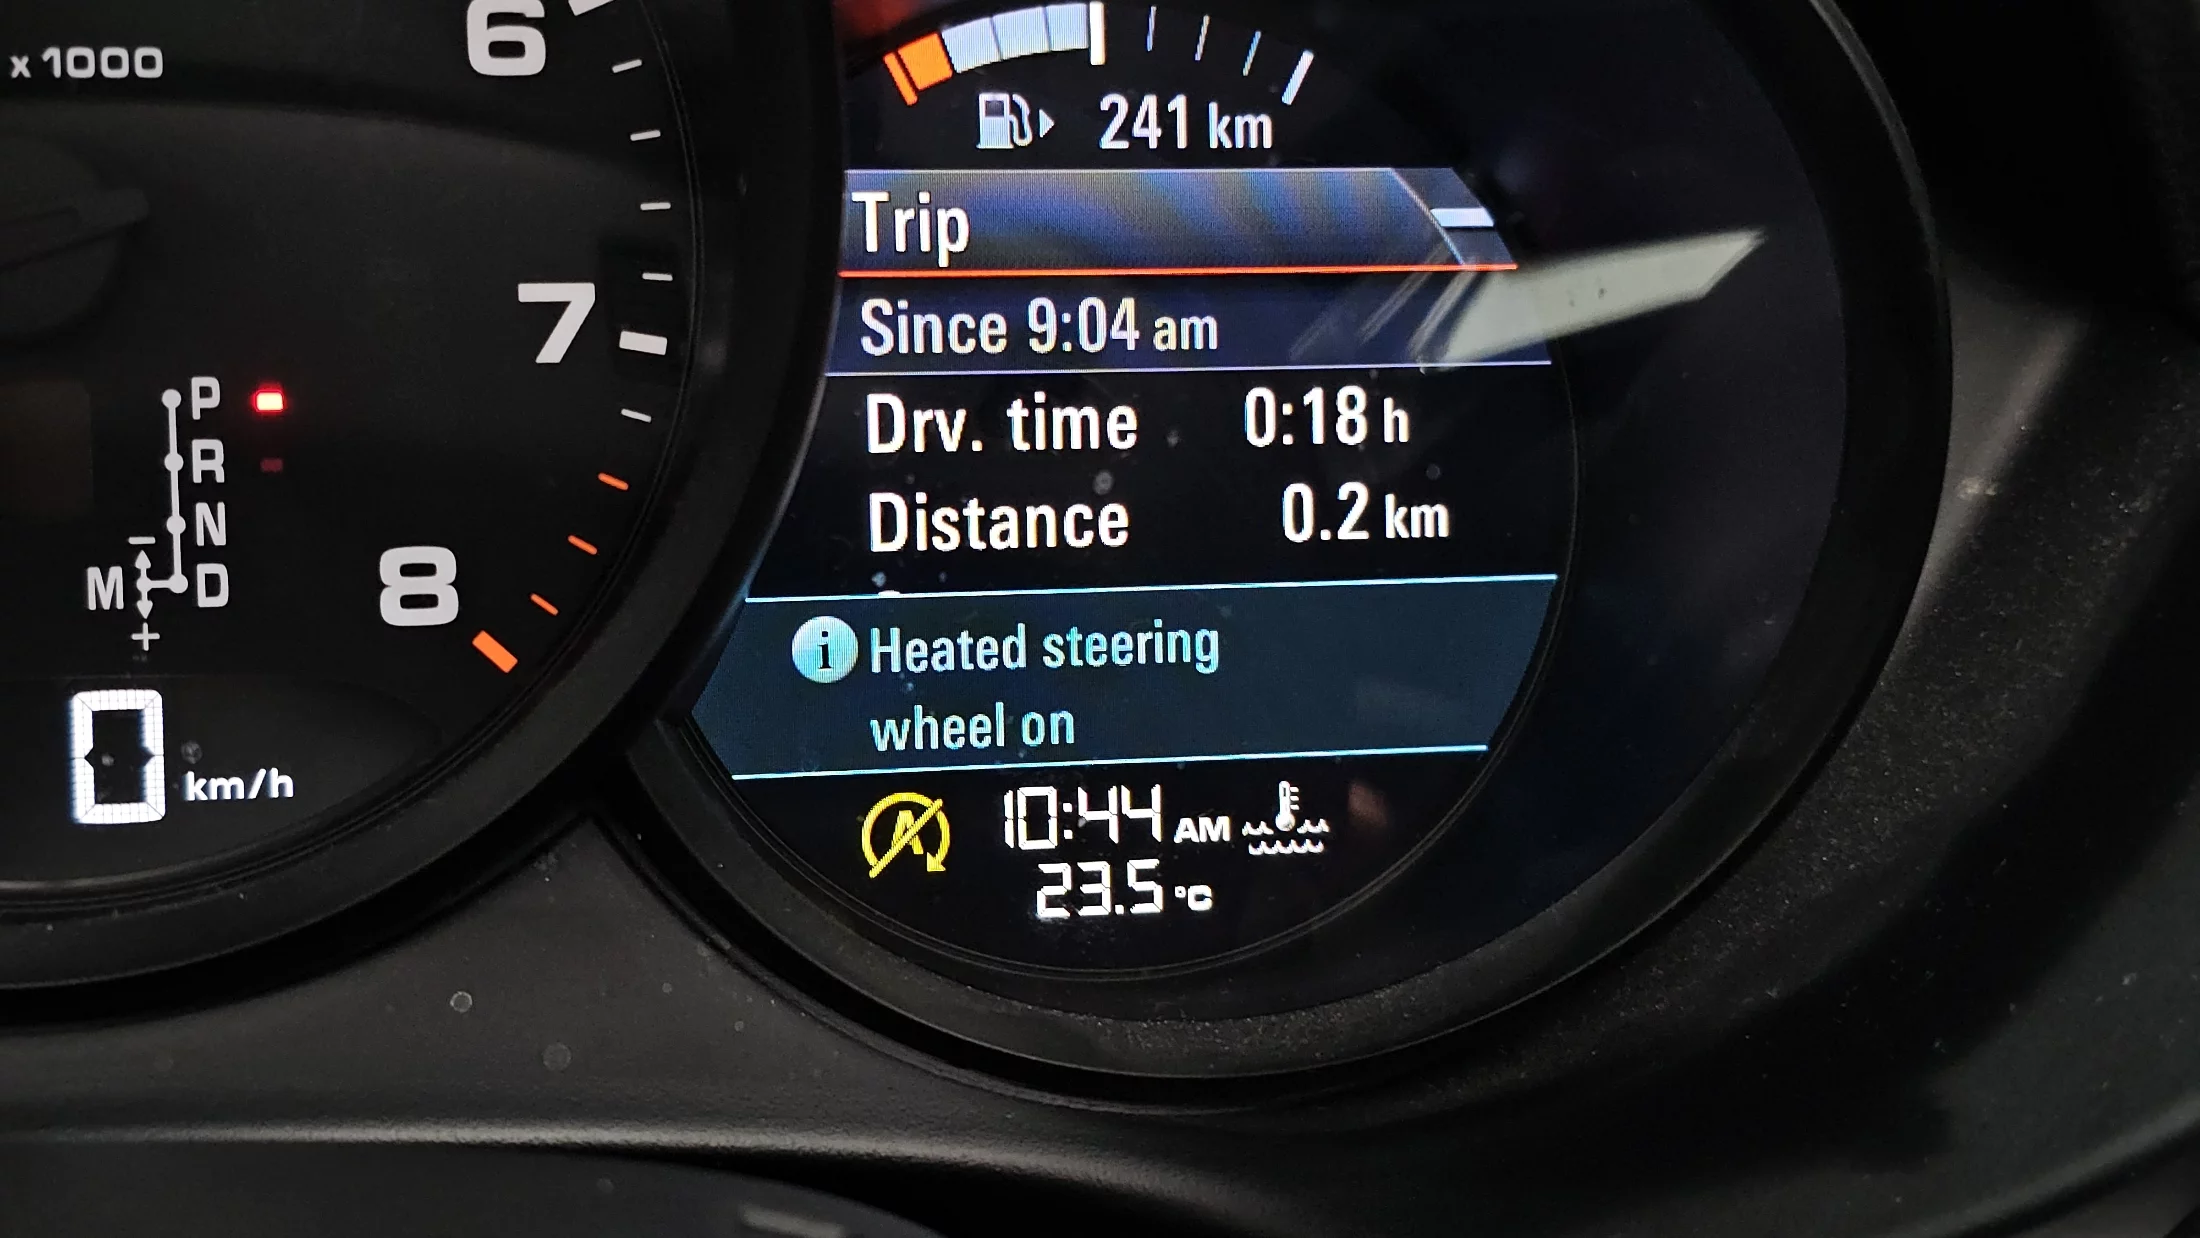 x1000
6
7
8
P
R
N
M D
−
+
0 km/h
241 km
Trip
Since 9:04 am
Drv. time 0:18 h
Distance 0.2 km
i Heated steering
wheel on
A 10:44 AM
23.5 °C